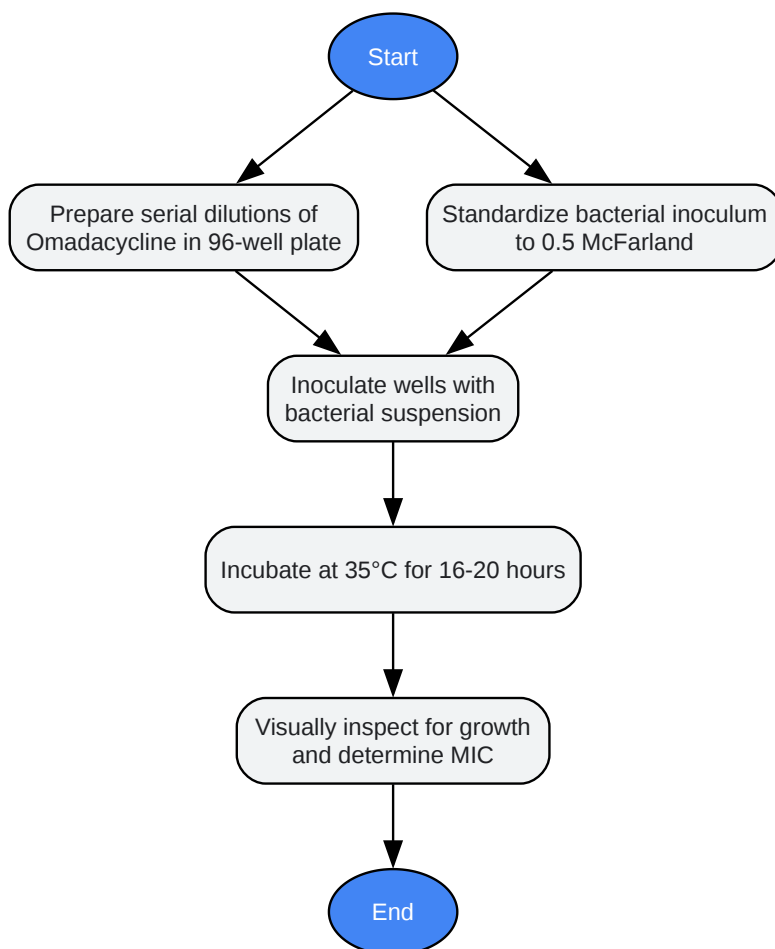 Start
Prepare serial dilutions of
Omadacycline in 96-well plate
Standardize bacterial inoculum
to 0.5 McFarland
Inoculate wells with
bacterial suspension
Incubate at 35°C for 16-20 hours
Visually inspect for growth
and determine MIC
End